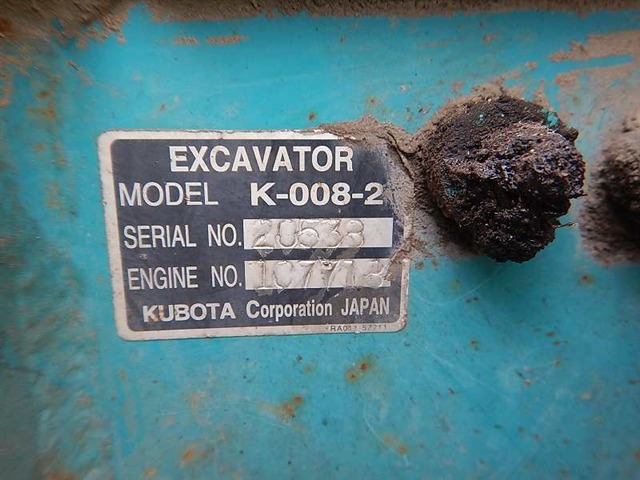 EXCAVATOR
MODEL K-008-2
SERIAL NO. 20538
ENGINE NO.
KUBOTA Corporation JAPAN